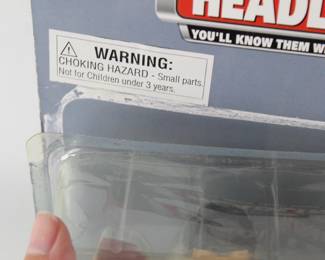 HEADL
YOU'LL KNOW THEM W
WARNING:
CHOKING HAZARD - Small parts.
Not for Children under 3 years.